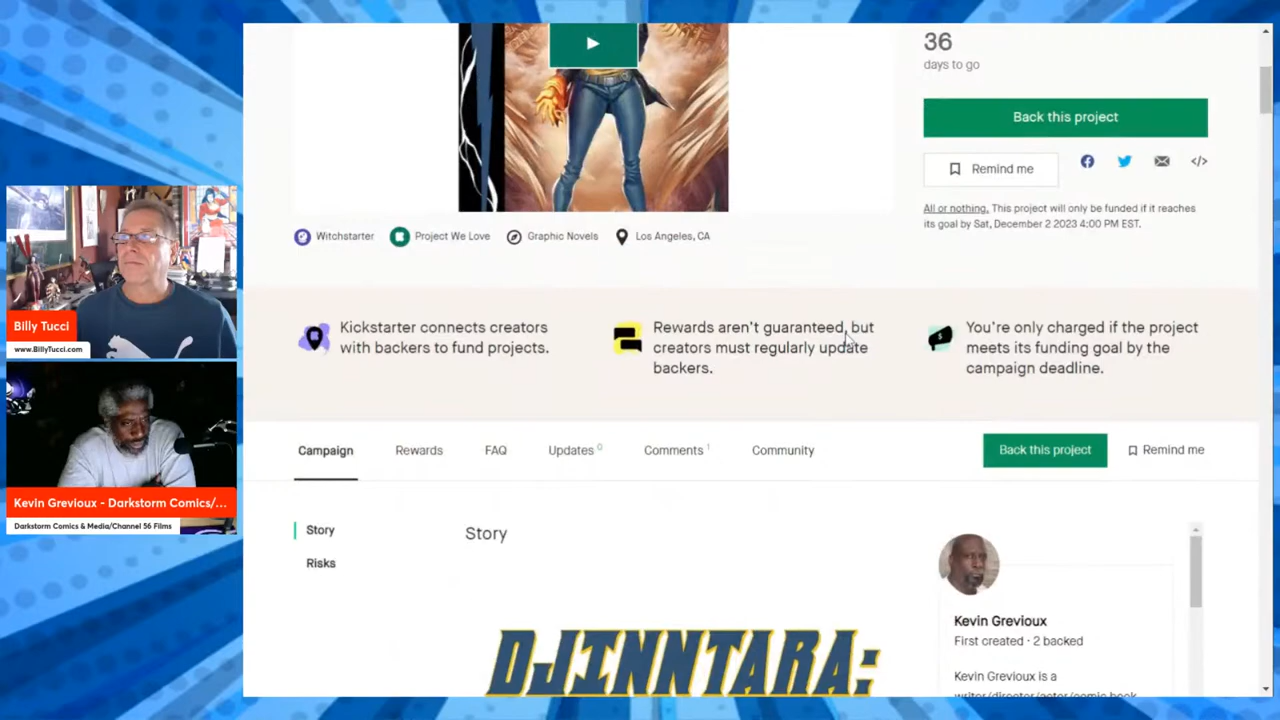 36
days to go
Back this project
Remind me
All or nothing. This project will only be funded if it reaches
its goal by Sat, December 2 2023 4:00 PM EST.
Witchstarter
Project We Love
Graphic Novels
Los Angeles, CA
Kickstarter connects creators
with backers to fund projects.
Rewards aren't guaranteed, but
creators must regularly update
backers.
You're only charged if the project
meets its funding goal by the
campaign deadline.
Campaign
Rewards
FAQ
Updates 0
Comments 1
Community
Back this project
Remind me
Story
Risks
Story
DJINNTARA:
Kevin Grevioux
First created · 2 backed
Kevin Grevioux is a
writer/director/actor/comic book
Billy Tucci
www.BillyTucci.com
Kevin Grevioux - Darkstorm Comics/...
Darkstorm Comics & Media/Channel 56 Films